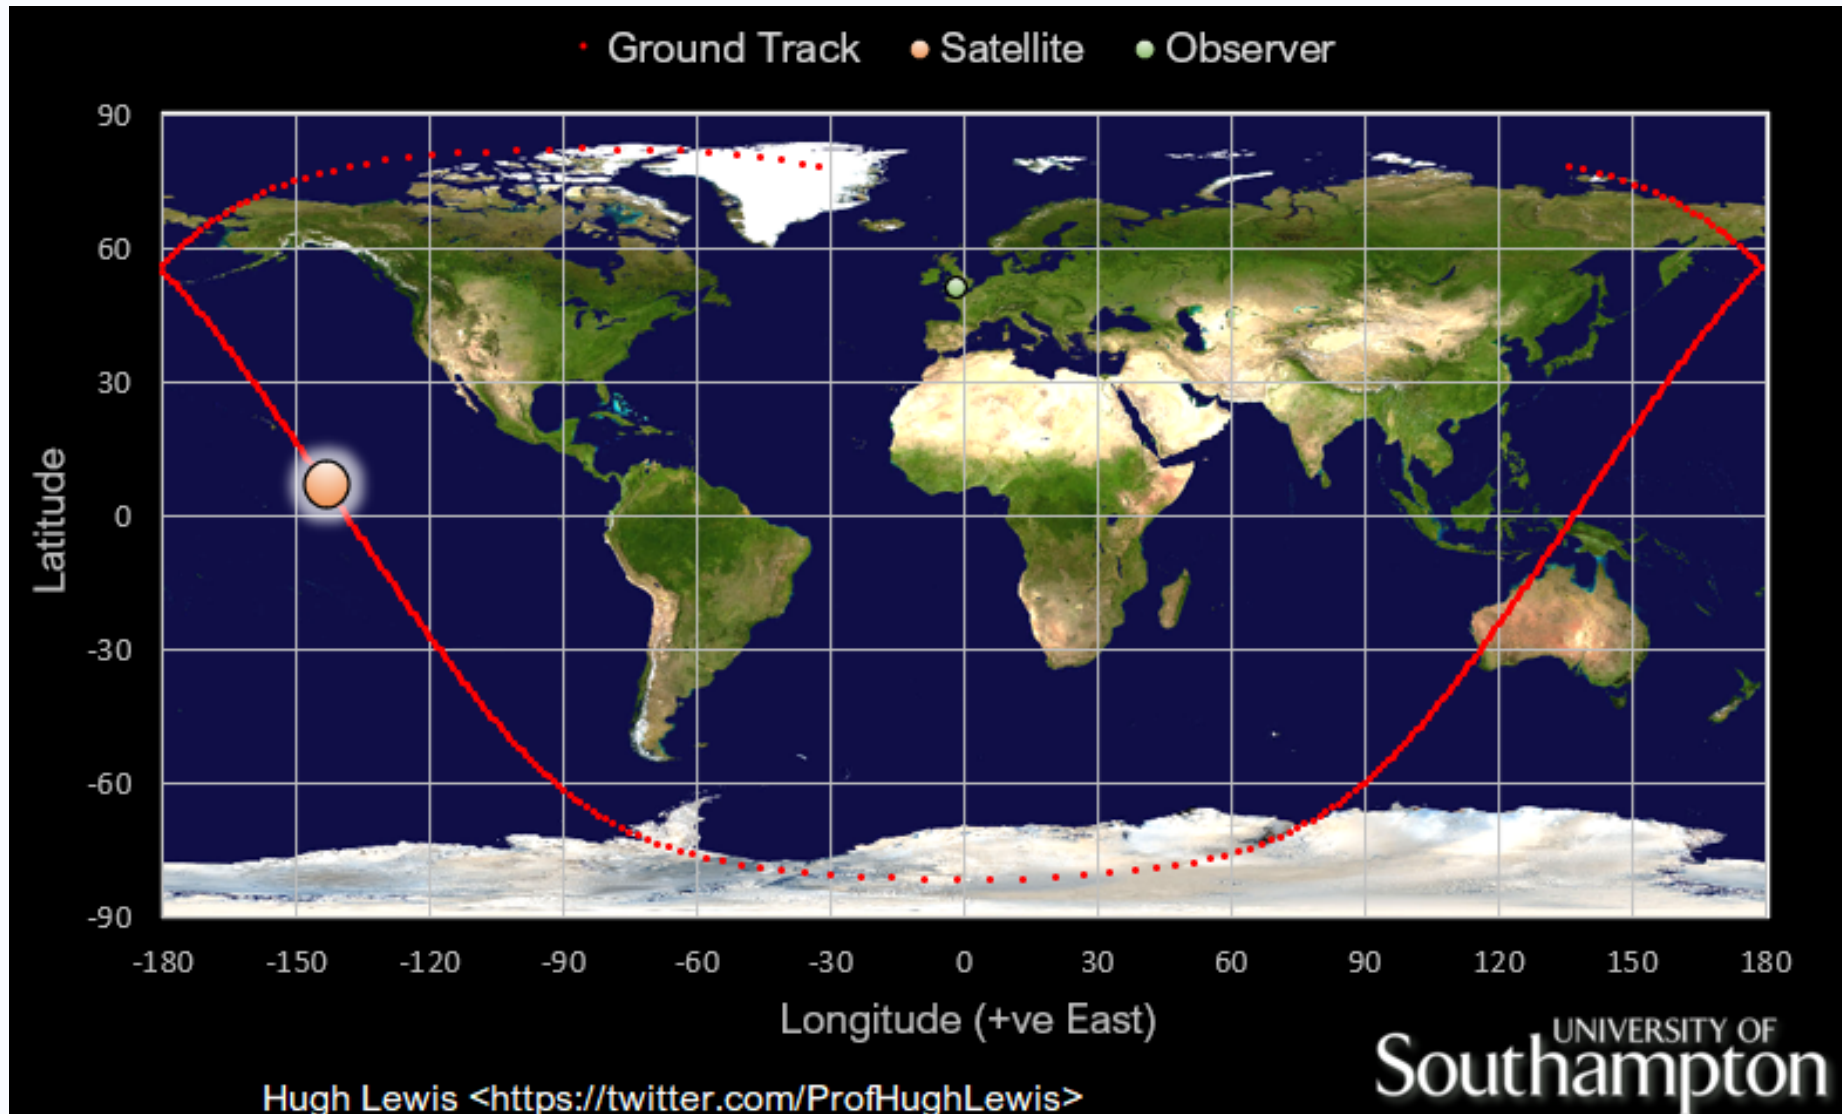 Ground Track Satellite Observer
90
60
30
0
-30
-60
-90
Latitude
-180 -150 -120 -90 -60 -30 0 30 60 90 120 150 180
Longitude (+ve East)
UNIVERSITY OF
Southampton
Hugh Lewis <https://twitter.com/ProfHughLewis>